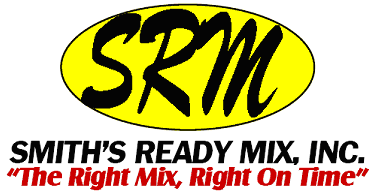 SRM
SMITH'S READY MIX, INC.
"The Right Mix, Right On Time"